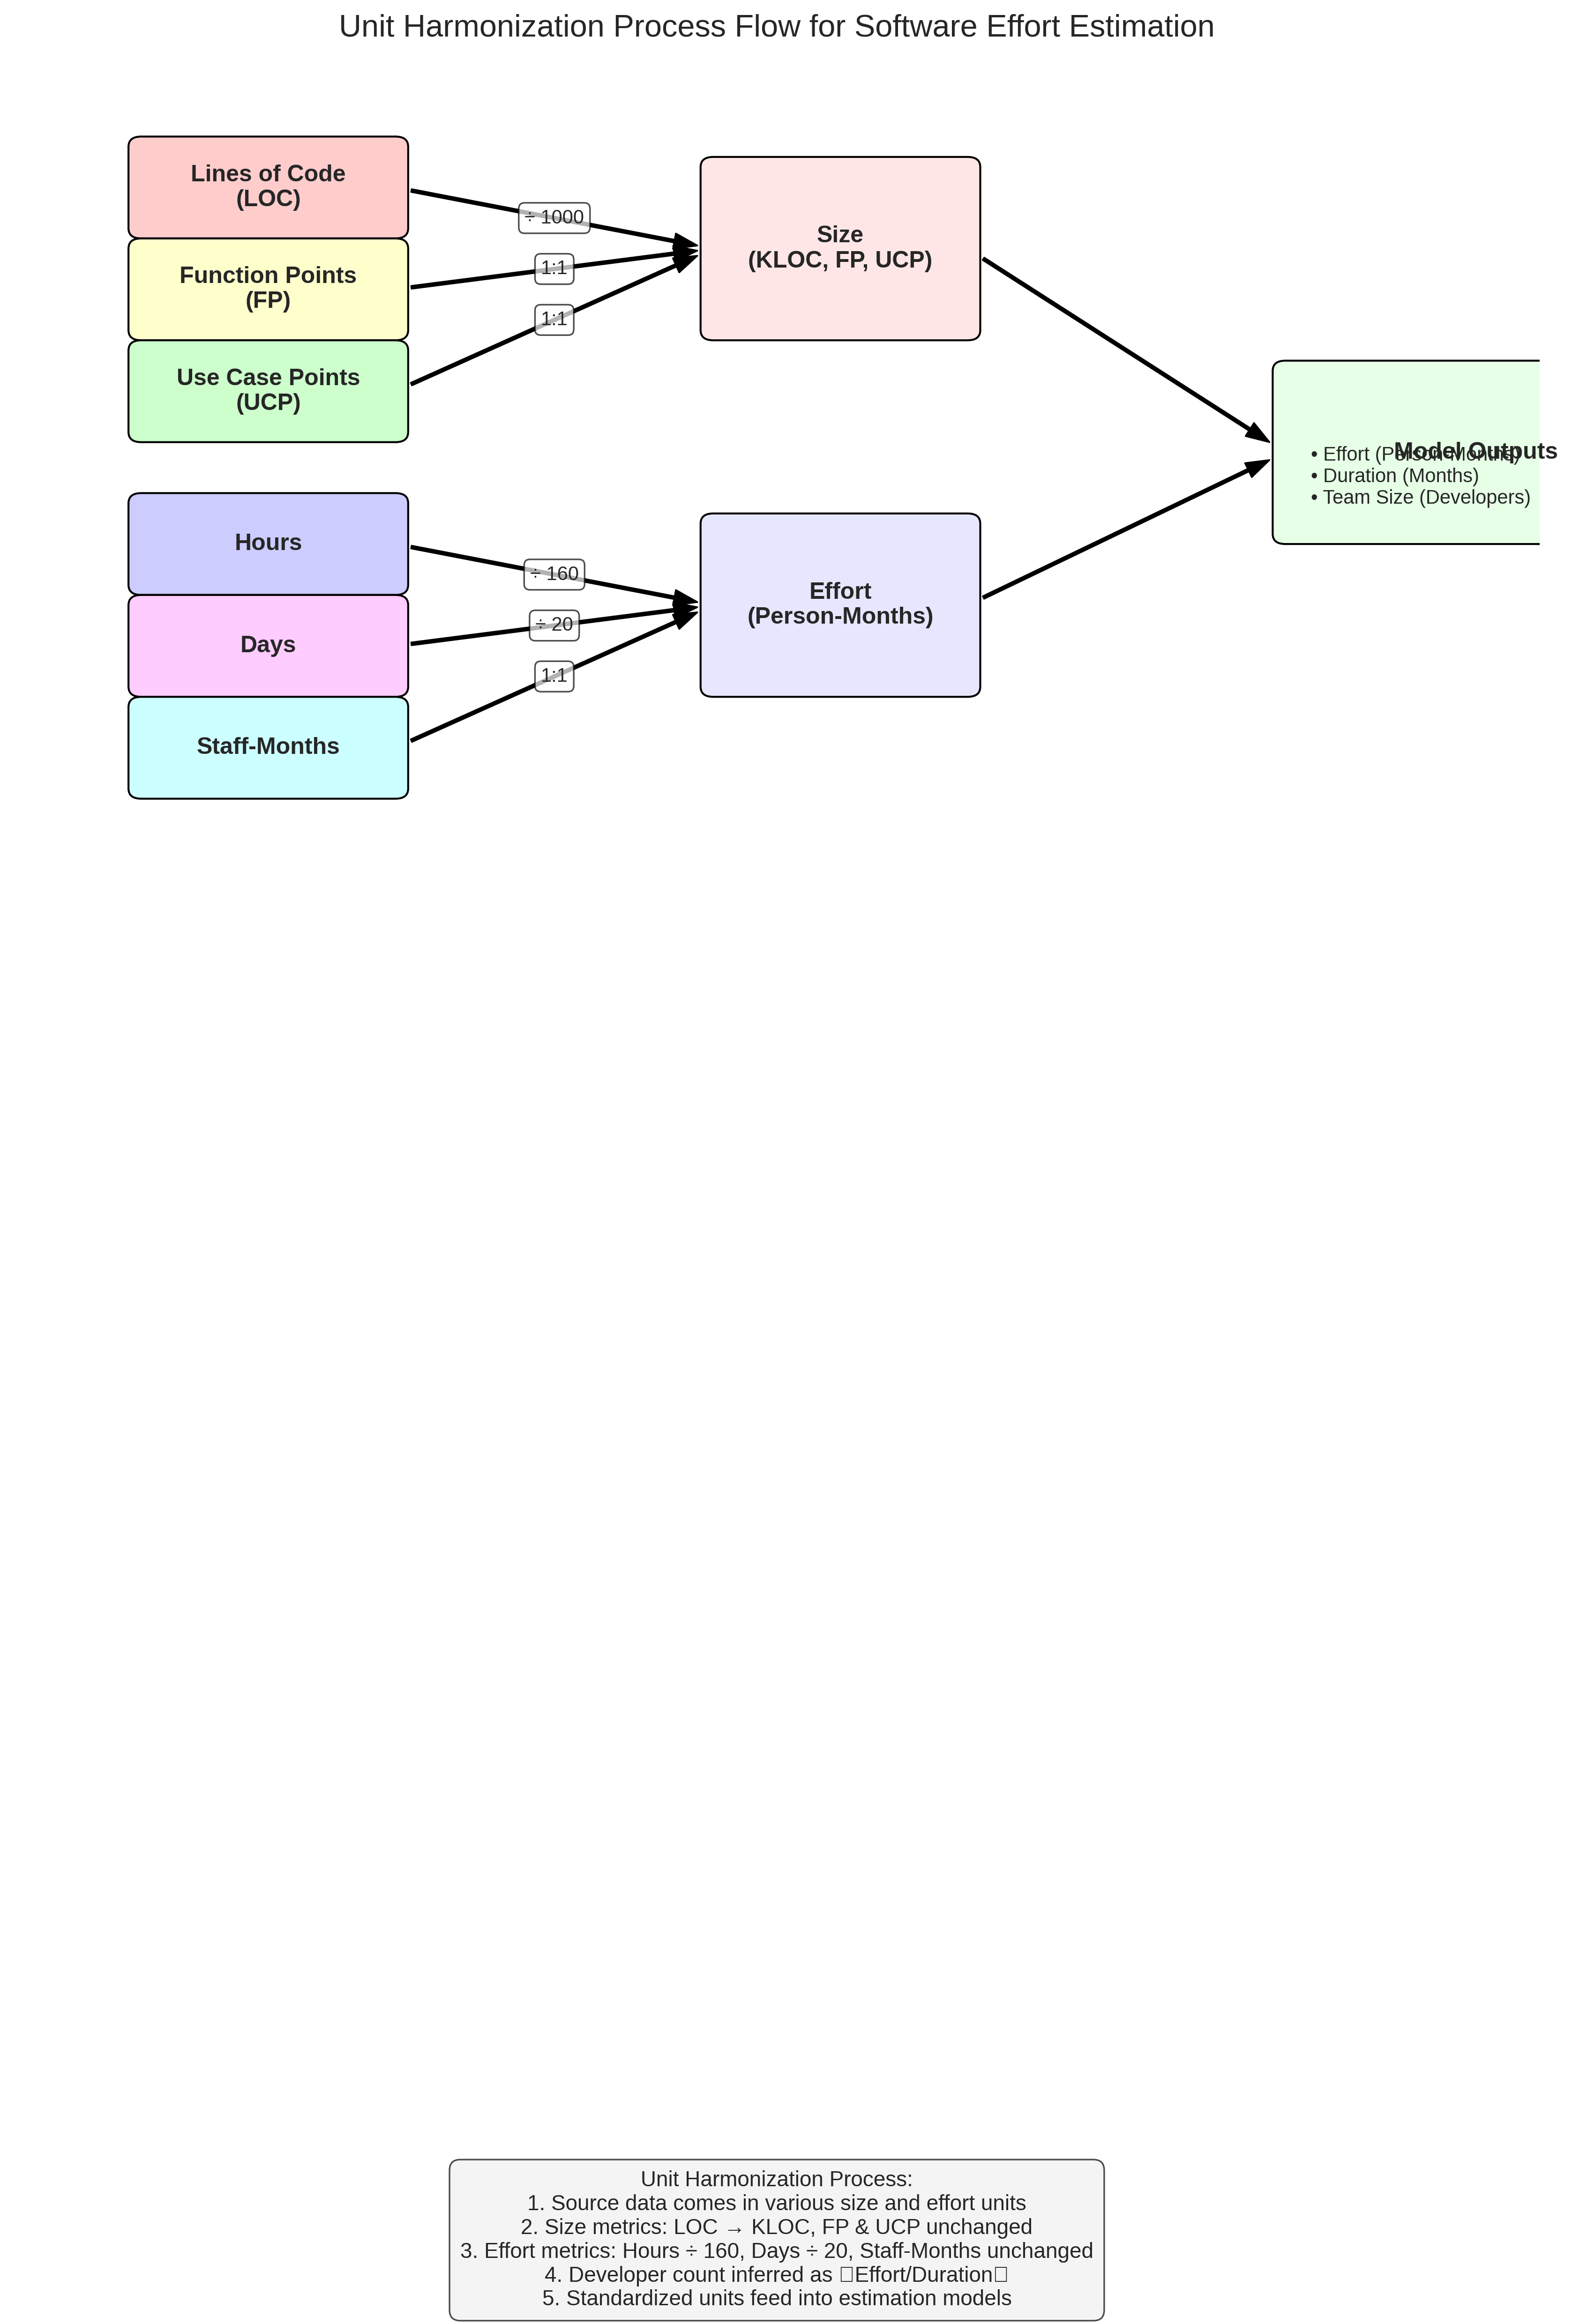 Unit Harmonization Process Flow for Software Effort Estimation
Lines of Code
(LOC)
Function Points
(FP)
Use Case Points
(UCP)
÷ 1000
1:1
1:1
Size
(KLOC, FP, UCP)
Hours
Days
Staff-Months
÷ 160
÷ 20
1:1
Effort
(Person-Months)
Model Outputs
• Effort (Person-Months)
• Duration (Months)
• Team Size (Developers)
Unit Harmonization Process:
1. Source data comes in various size and effort units
2. Size metrics: LOC → KLOC, FP & UCP unchanged
3. Effort metrics: Hours ÷ 160, Days ÷ 20, Staff-Months unchanged
4. Developer count inferred as □Effort/Duration□
5. Standardized units feed into estimation models